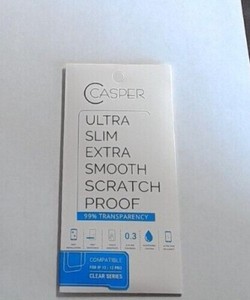 CASPER
ULTRA
SLIM
EXTRA
SMOOTH
SCRATCH
PROOF
99% TRANSPARENCY
0.3
COMPATIBLE
CLEAR SERIES